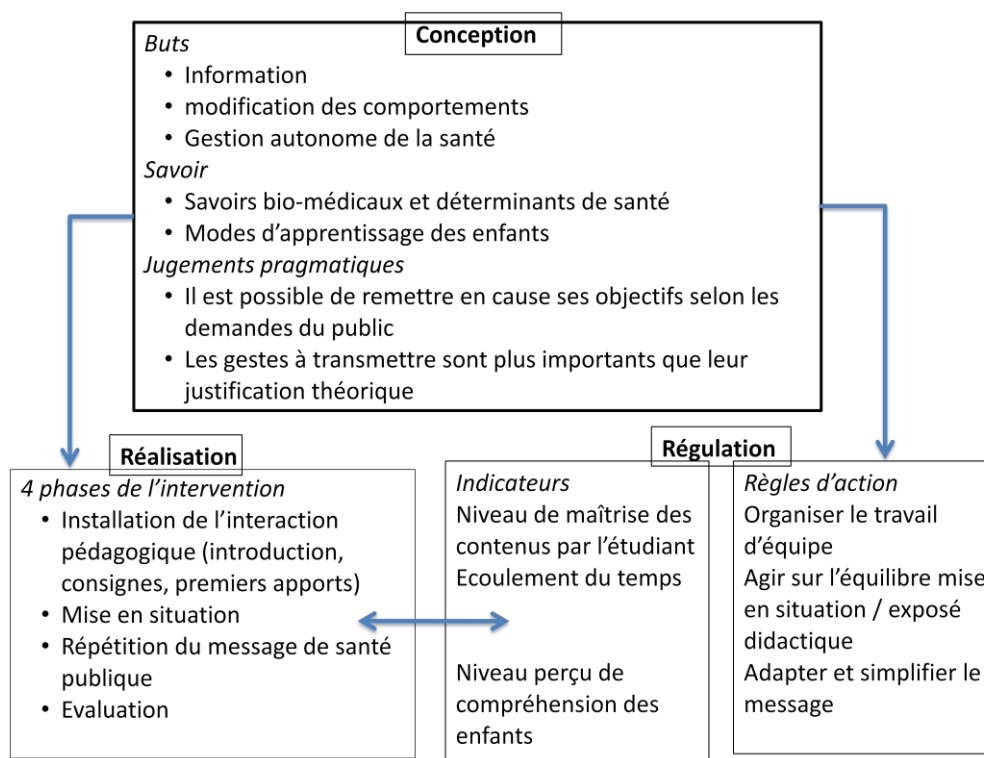 Conception
Buts
• Information
• modification des comportements
• Gestion autonome de la santé
Savoir
• Savoirs bio-médicaux et déterminants de santé
• Modes d'apprentissage des enfants
Jugements pragmatiques
• Il est possible de remettre en cause ses objectifs selon les
demandes du public
• Les gestes à transmettre sont plus importants que leur
justification théorique
Réalisation
4 phases de l'intervention
• Installation de l'interaction
pédagogique (introduction,
consignes, premiers apports)
• Mise en situation
• Répétition du message de santé
publique
• Evaluation
Régulation
Indicateurs
Niveau de maîtrise des
contenus par l'étudiant
Ecoulement du temps
Niveau perçu de
compréhension des
enfants
Règles d'action
Organiser le travail
d'équipe
Agir sur l'équilibre mise
en situation / exposé
didactique
Adapter et simplifier le
message